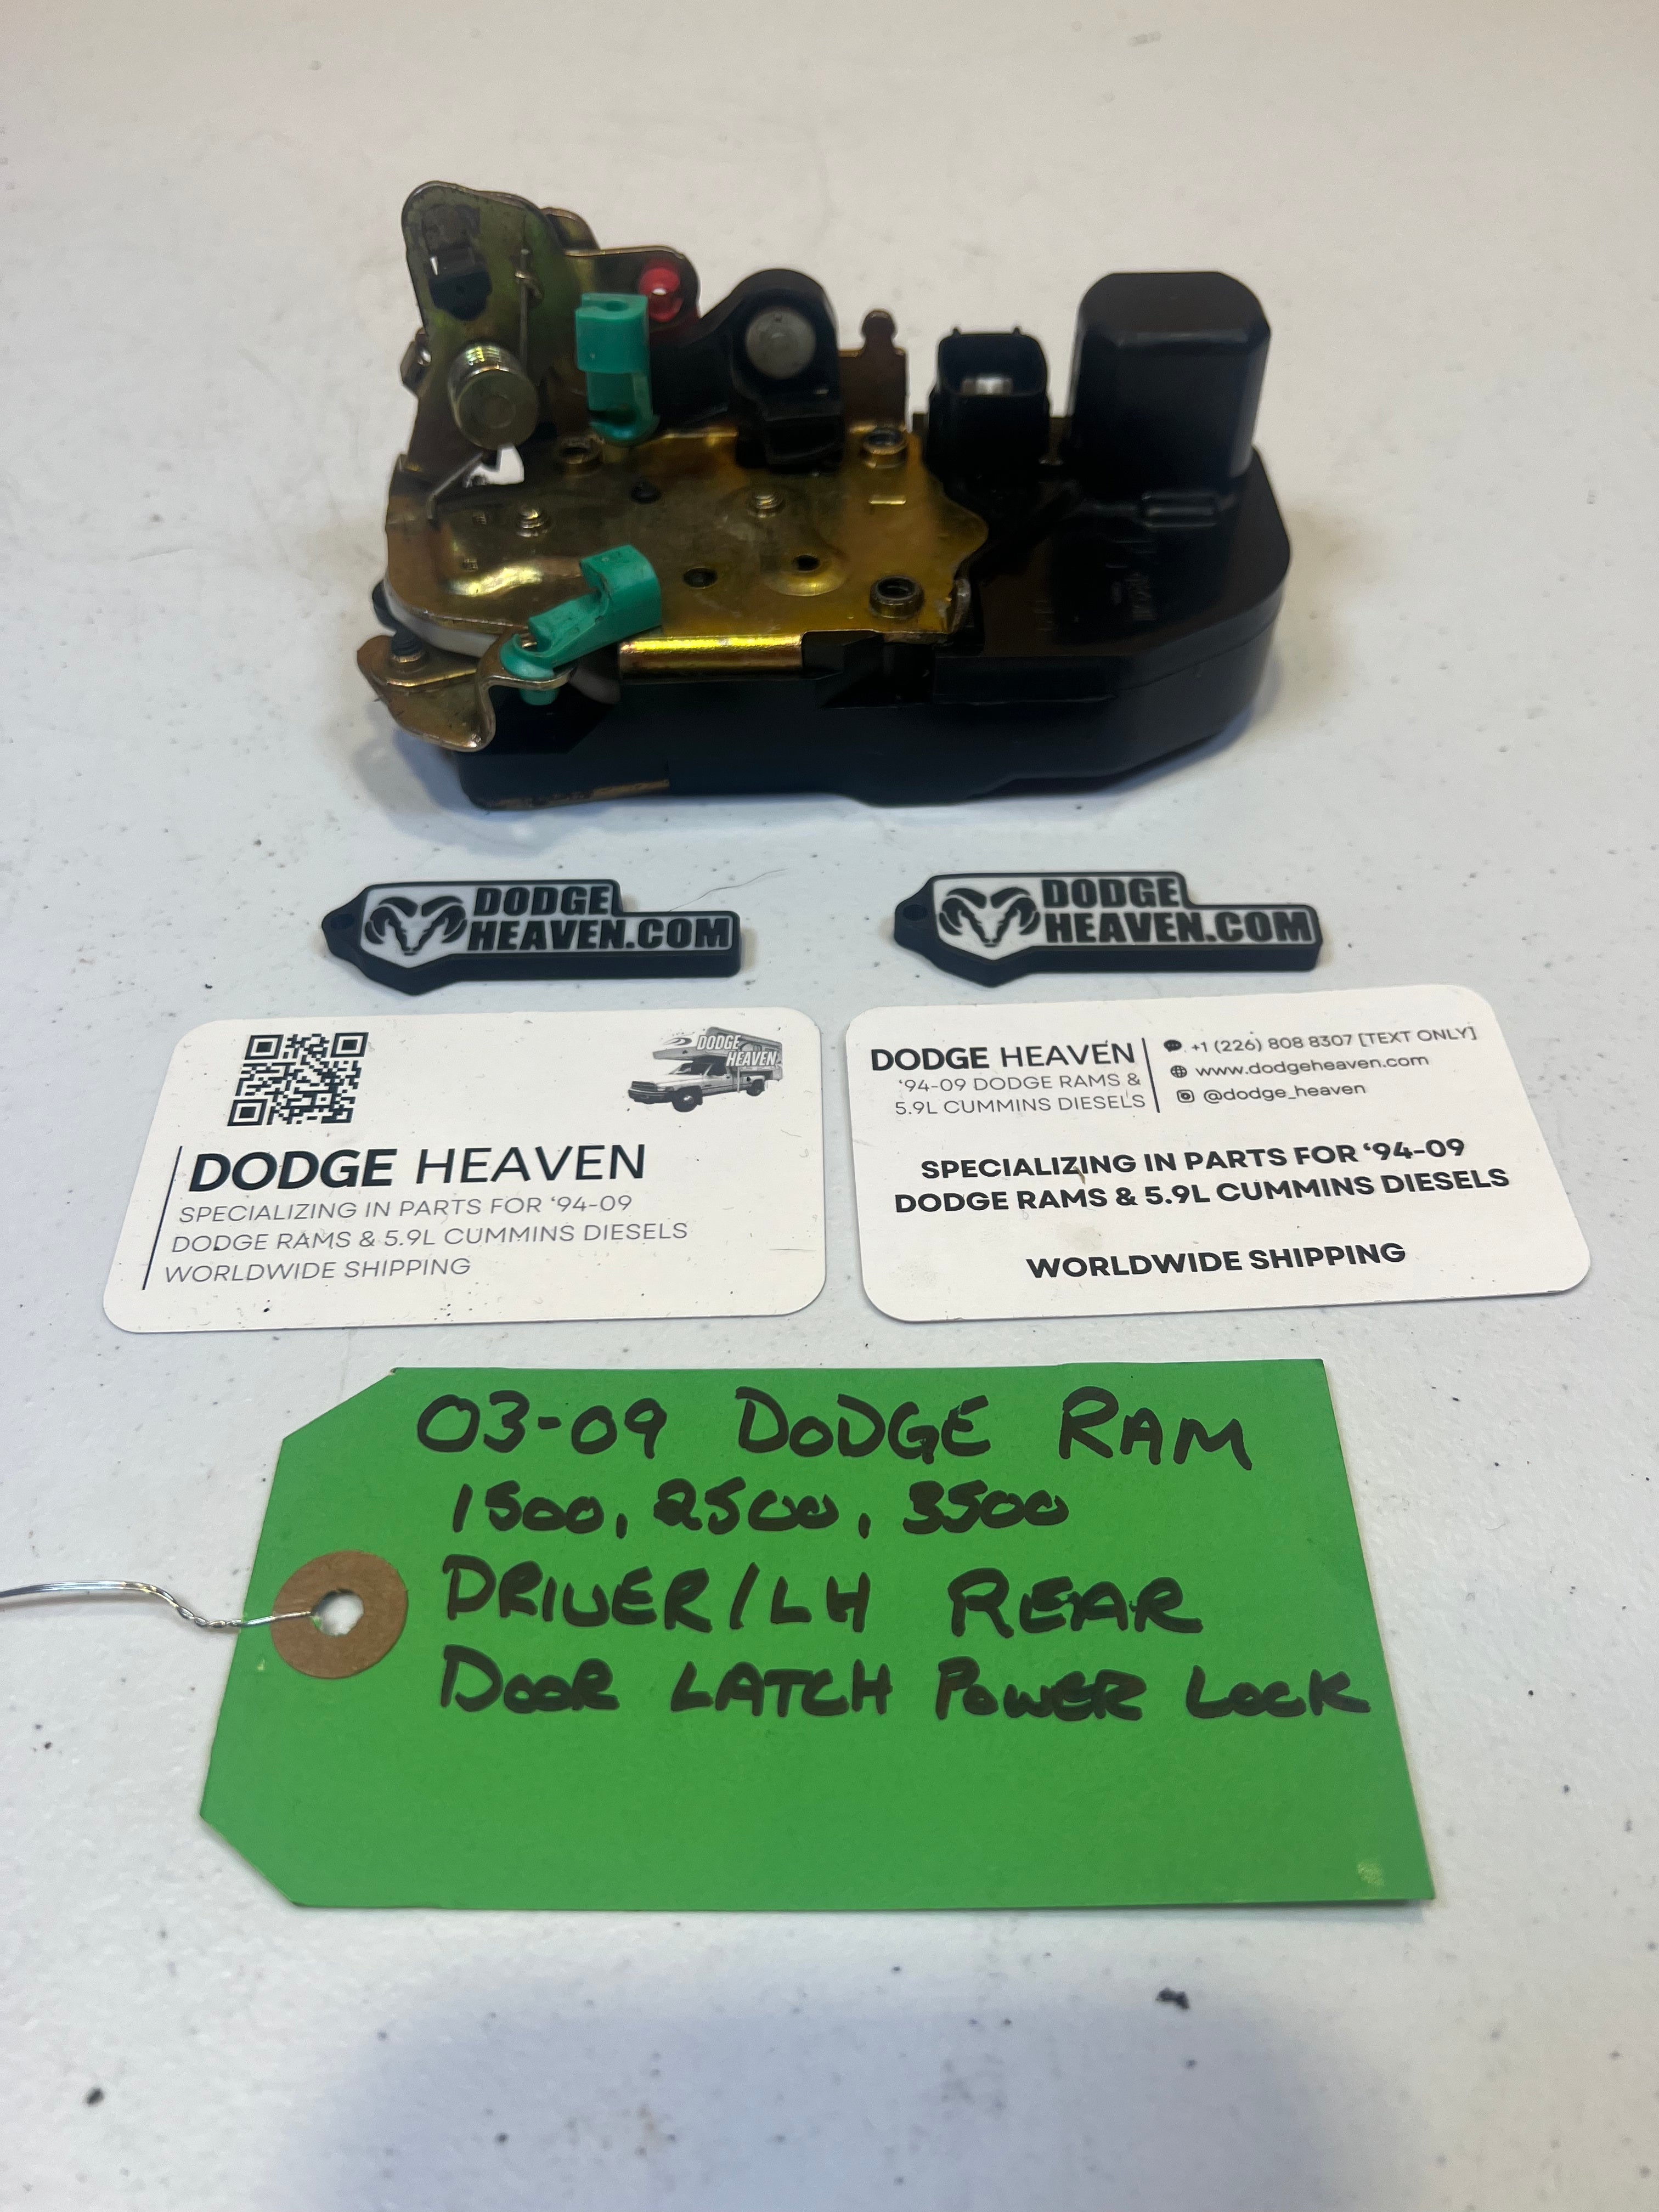 DODGE
HEAVEN.COM
DODGE
HEAVEN.COM
DODGE
HEAVEN
DODGE HEAVEN
SPECIALIZING IN PARTS FOR ‘94-09
DODGE RAMS & 5.9L CUMMINS DIESELS
WORLDWIDE SHIPPING
DODGE HEAVEN
‘94-09 DODGE RAMS &
5.9L CUMMINS DIESELS
+1 (226) 808 8307 [TEXT ONLY]
www.dodgeheaven.com
@dodge_heaven
SPECIALIZING IN PARTS FOR ‘94-09
DODGE RAMS & 5.9L CUMMINS DIESELS
WORLDWIDE SHIPPING
03-09 DODGE RAM
1500, 2500, 3500
DRIVER/LH REAR
DOOR LATCH POWER LOCK